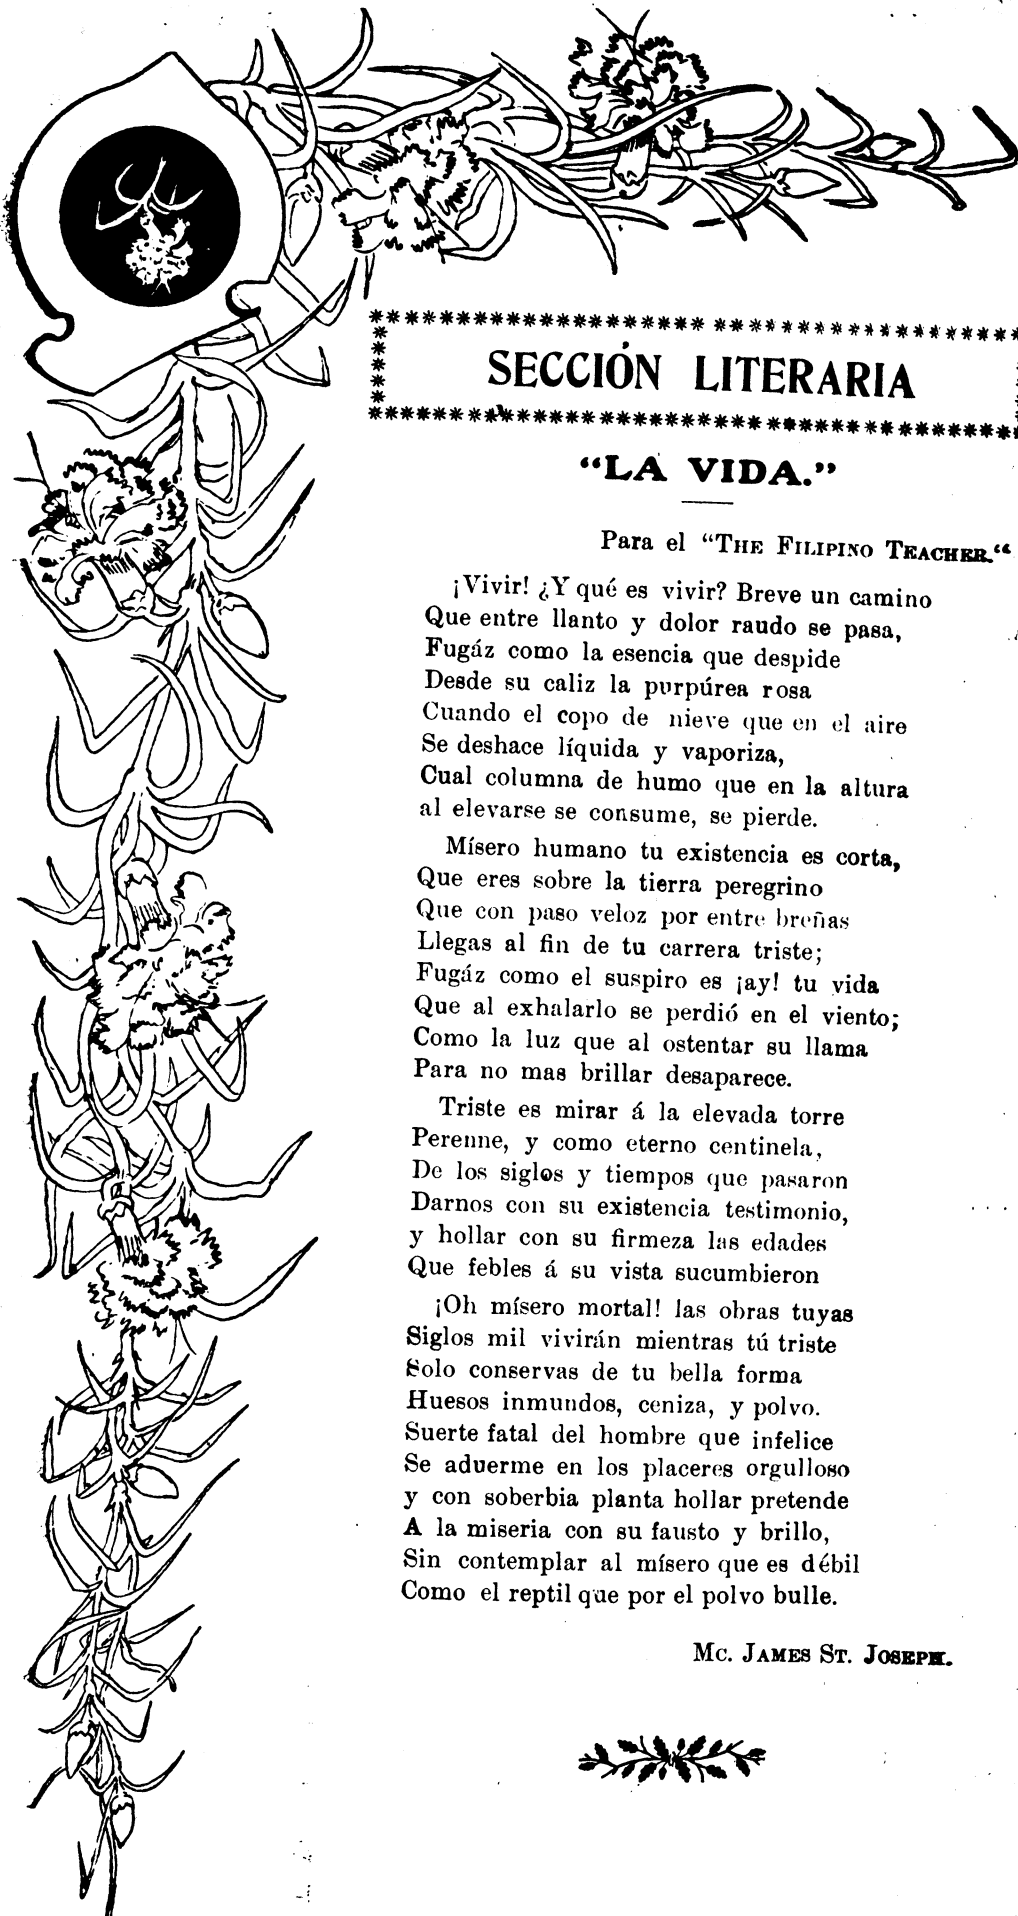 SECCIÓN LITERARIA
“LA VIDA.”
Para el “THE FILIPINO TEACHER.“
¡Vivir! ¿Y qué es vivir? Breve un camino
Que entre llanto y dolor raudo se pasa,
Fugáz como la esencia que despide
Desde su caliz la purpúrea rosa
Cuando el copo de nieve que en el aire
Se deshace líquida y vaporiza,
Cual columna de humo que en la altura
al elevarse se consume, se pierde.
Mísero humano tu existencia es corta,
Que eres sobre la tierra peregrino
Que con paso veloz por entre breñas
Llegas al fin de tu carrera triste;
Fugáz como el suspiro es ¡ay! tu vida
Que al exhalarlo se perdió en el viento;
Como la luz que al ostentar su llama
Para no mas brillar desaparece.
Triste es mirar á la elevada torre
Perenne, y como eterno centinela,
De los siglos y tiempos que pasaron
Darnos con su existencia testimonio,
y hollar con su firmeza las edades
Que febles á su vista sucumbieron
¡Oh mísero mortal! las obras tuyas
Siglos mil vivirán mientras tú triste
Solo conservas de tu bella forma
Huesos inmundos, ceniza, y polvo.
Suerte fatal del hombre que infelice
Se aduerme en los placeres orgulloso
y con soberbia planta hollar pretende
A la miseria con su fausto y brillo,
Sin contemplar al mísero que es débil
Como el reptil que por el polvo bulle.
MC. JAMES ST. JOSEPH.